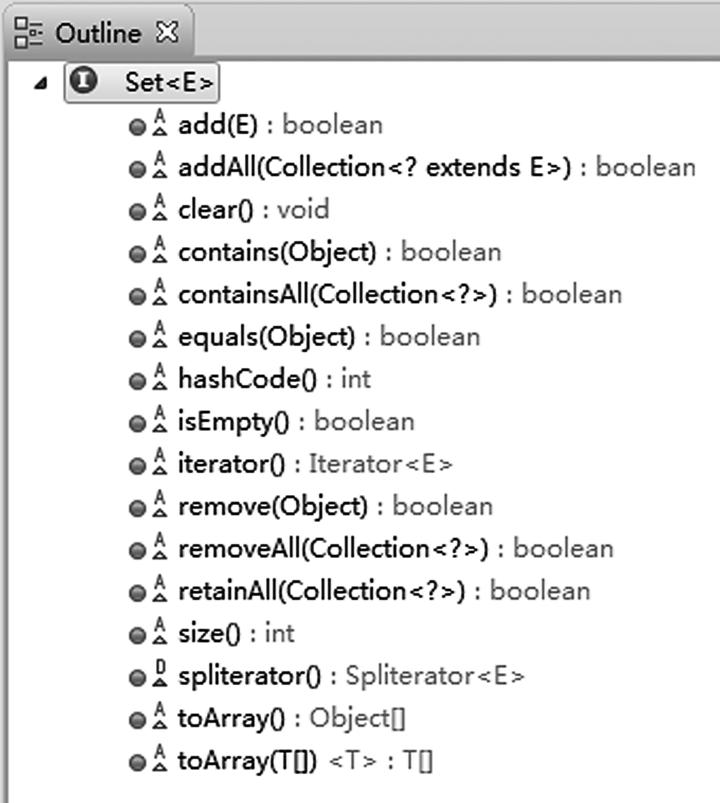 Outline
Set<E>
add(E) : boolean
addAll(Collection<? extends E>) : boolean
clear() : void
contains(Object) : boolean
containsAll(Collection<?>) : boolean
equals(Object) : boolean
hashCode() : int
isEmpty() : boolean
iterator() : Iterator<E>
remove(Object) : boolean
removeAll(Collection<?>) : boolean
retainAll(Collection<?>) : boolean
size() : int
spliterator() : Spliterator<E>
toArray() : Object[]
toArray(T[]) <T> : T[]